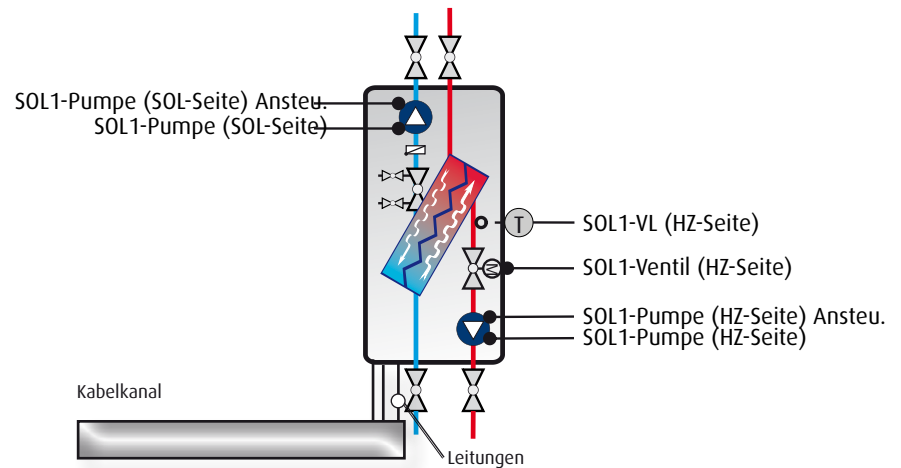 SOL1-Pumpe (SOL-Seite) Ansteu.
SOL1-Pumpe (SOL-Seite)
T
SOL1-VL (HZ-Seite)
M
SOL1-Ventil (HZ-Seite)
SOL1-Pumpe (HZ-Seite) Ansteu.
SOL1-Pumpe (HZ-Seite)
Kabelkanal
Leitungen